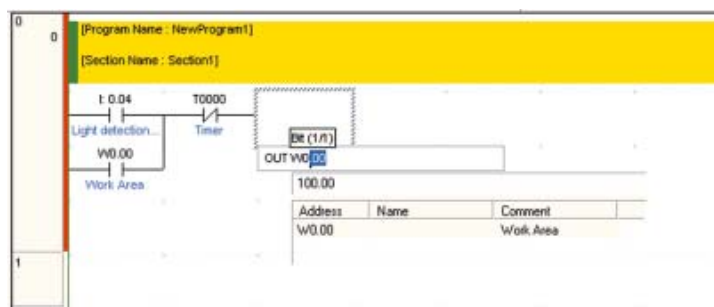 0
0
[Program Name : NewProgram1]
[Section Name : Section1]
I: 0.04
T0000
Light detection...
Timer
W0.00
Work Area
Bit (1/1)
OUT W0.00
100.00
Address Name Comment
W0.00 Work Area
1